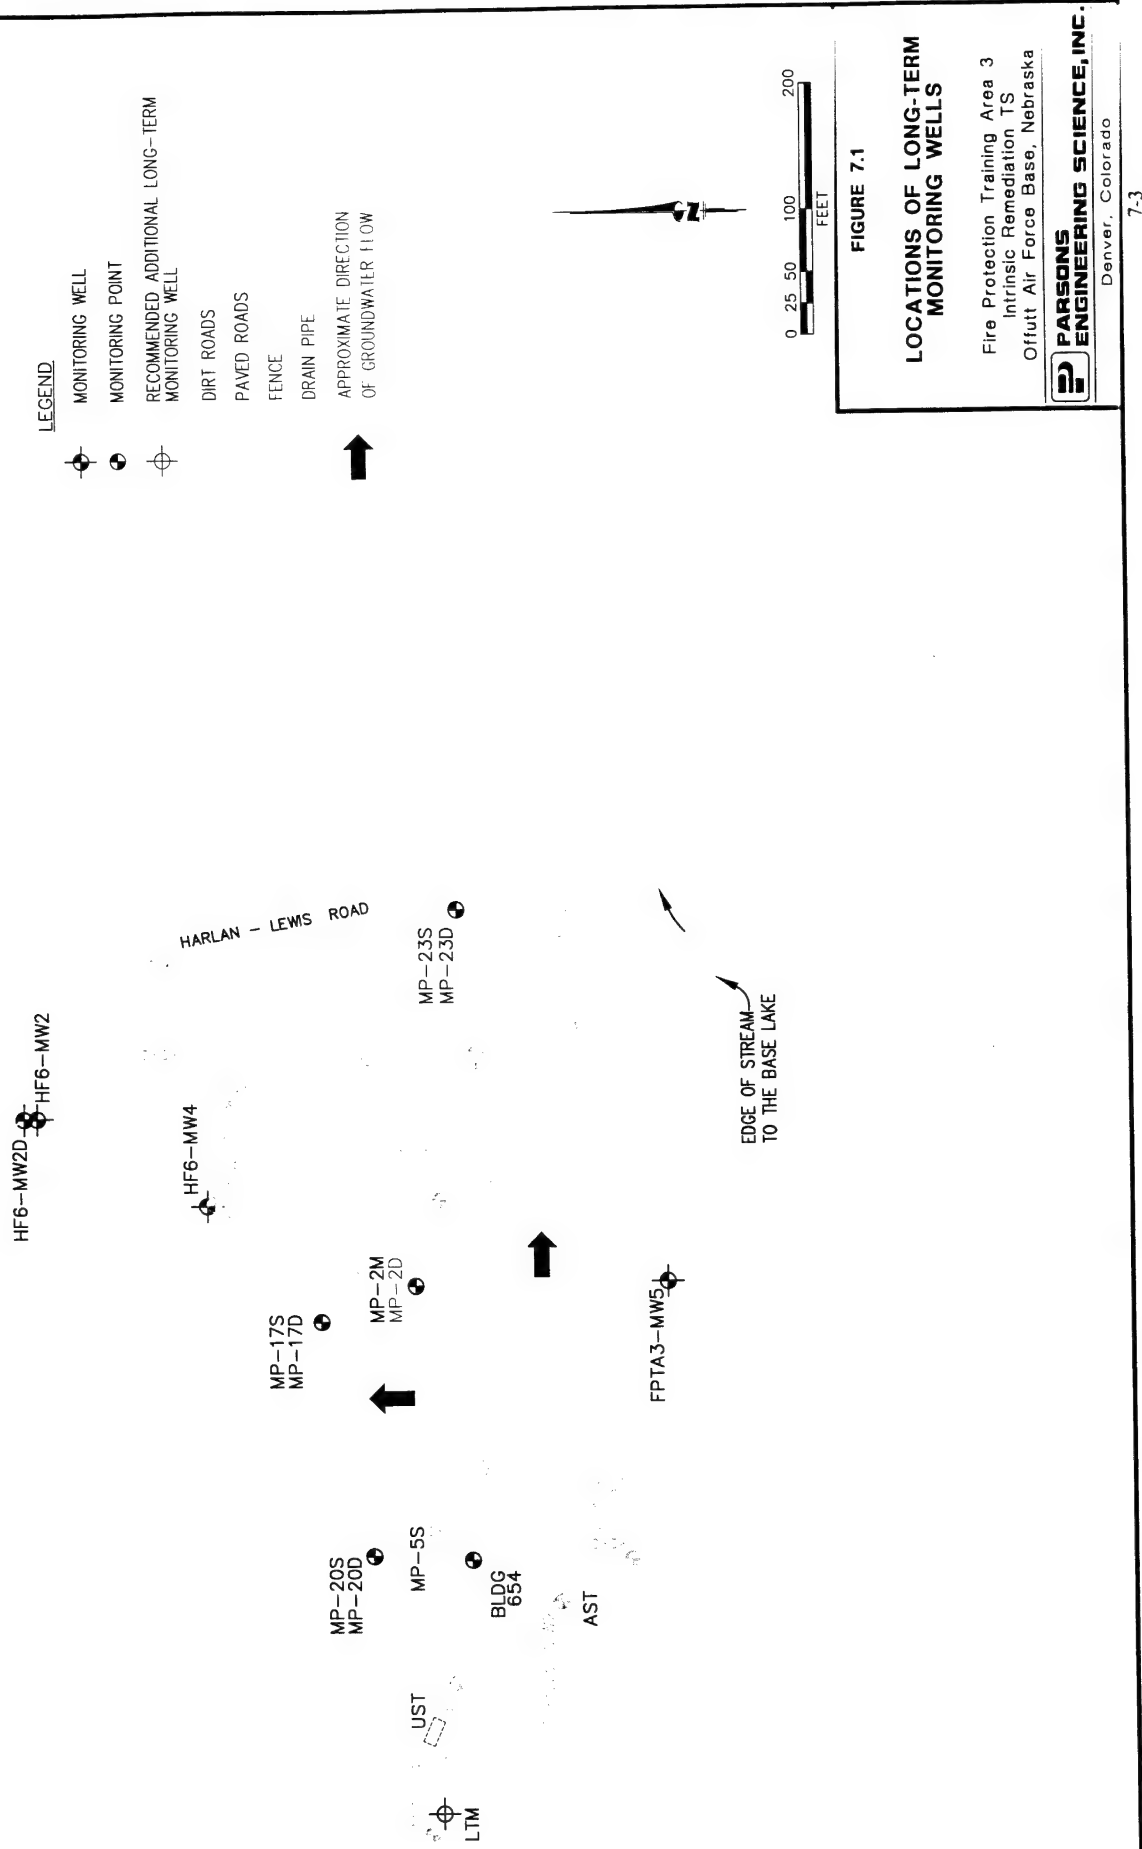 HF6-MW2D
HF6-MW2
HF6-MW4
HARLAN - LEWIS ROAD
MP-17S
MP-17D
MP-2M
MP-2D
MP-23S
MP-23D
MP-20S
MP-20D
MP-5S
BLDG
654
UST
AST
LTM
FPTA3-MW5
EDGE OF STREAM
TO THE BASE LAKE
LEGEND
MONITORING WELL
MONITORING POINT
RECOMMENDED ADDITIONAL LONG-TERM
MONITORING WELL
DIRT ROADS
PAVED ROADS
FENCE
DRAIN PIPE
APPROXIMATE DIRECTION
OF GROUNDWATER FLOW
N
0 25 50 100 200
FEET
FIGURE 7.1
LOCATIONS OF LONG-TERM
MONITORING WELLS
Fire Protection Training Area 3
Intrinsic Remediation TS
Offutt Air Force Base, Nebraska
PARSONS
ENGINEERING SCIENCE, INC.
Denver, Colorado
7-3